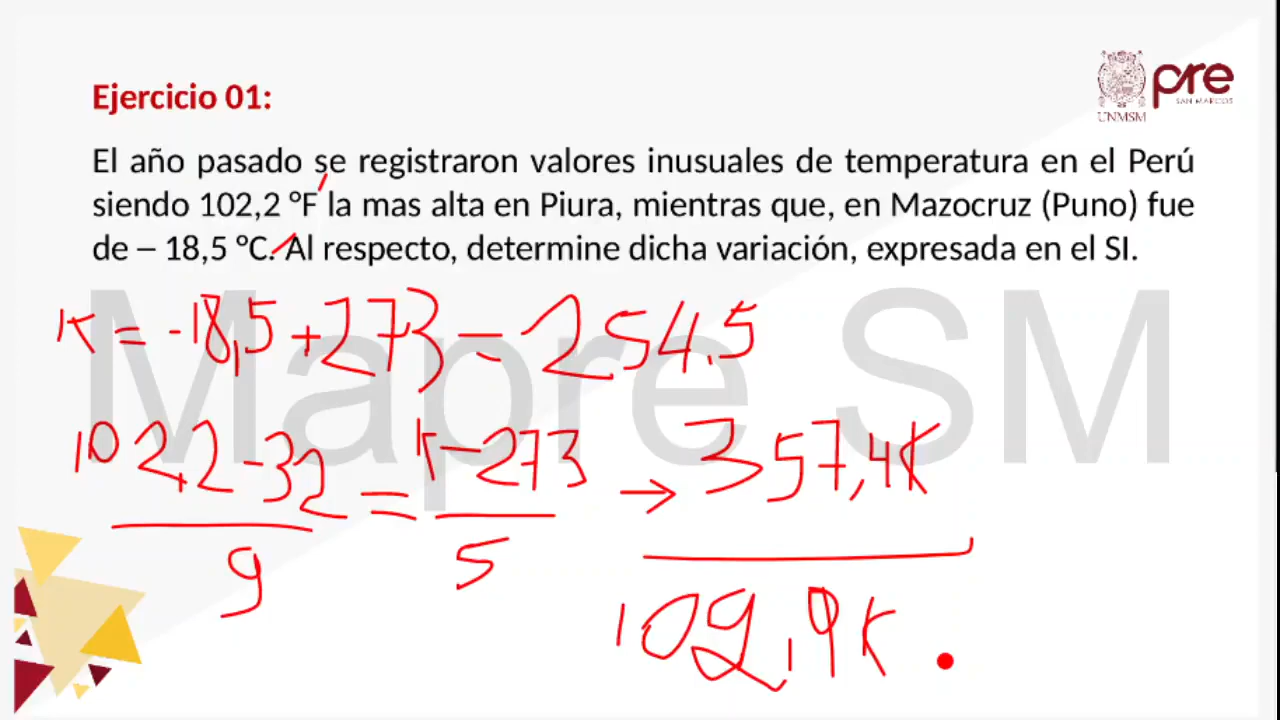 Ejercicio 01:
pre
SAN MARCOS
UNMSM
El año pasado se registraron valores inusuales de temperatura en el Perú
siendo 102,2 °F la mas alta en Piura, mientras que, en Mazocruz (Puno) fue
de – 18,5 °C. Al respecto, determine dicha variación, expresada en el SI.
Mapre SM
K = -18,5 + 273 = 254.5
102,2 - 32 = K - 273 → 357,4K
9 5
102,9K